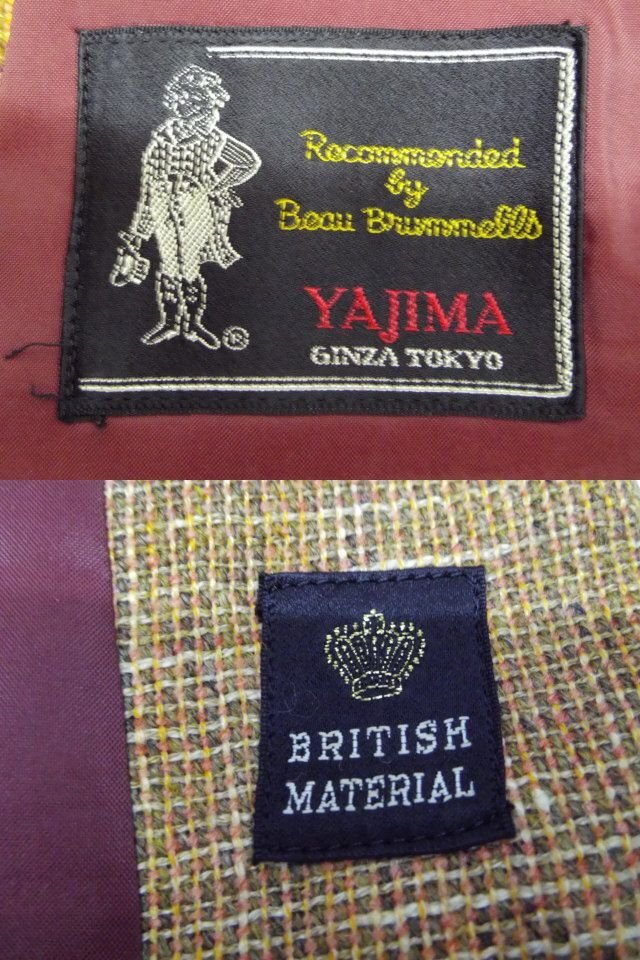 Recommended
by
Beau Brummells
YAJIMA
GINZA TOKYO
®
BRITISH
MATERIAL